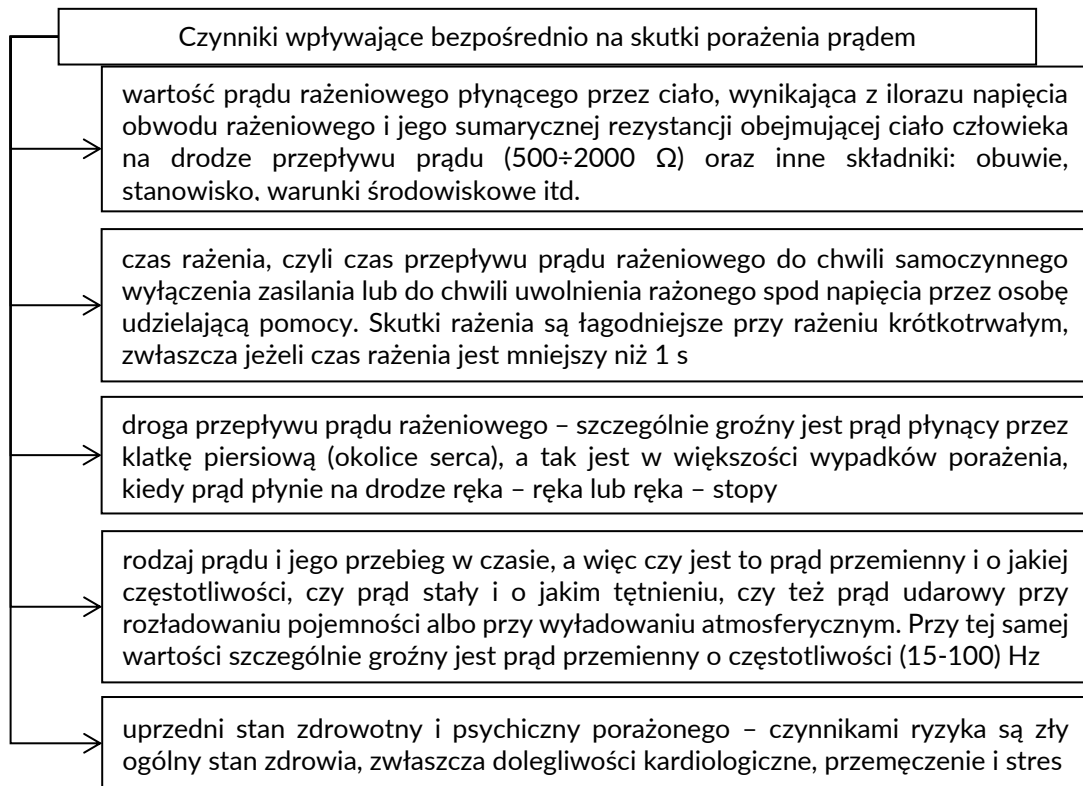 Czynniki wpływające bezpośrednio na skutki porażenia prądem
wartość prądu rażeniowego płynącego przez ciało, wynikająca z ilorazu napięcia
obwodu rażeniowego i jego sumarycznej rezystancji obejmującej ciało człowieka
na drodze przepływu prądu (500÷2000 Ω) oraz inne składniki: obuwie,
stanowisko, warunki środowiskowe itd.
czas rażenia, czyli czas przepływu prądu rażeniowego do chwili samoczynnego
wyłączenia zasilania lub do chwili uwolnienia rażonego spod napięcia przez osobę
udzielającą pomocy. Skutki rażenia są łagodniejsze przy rażeniu krótkotrwałym,
zwłaszcza jeżeli czas rażenia jest mniejszy niż 1 s
droga przepływu prądu rażeniowego – szczególnie groźny jest prąd płynący przez
klatkę piersiową (okolice serca), a tak jest w większości wypadków porażenia,
kiedy prąd płynie na drodze ręka – ręka lub ręka – stopy
rodzaj prądu i jego przebieg w czasie, a więc czy jest to prąd przemienny i o jakiej
częstotliwości, czy prąd stały i o jakim tętnieniu, czy też prąd udarowy przy
rozładowaniu pojemności albo przy wyładowaniu atmosferycznym. Przy tej samej
wartości szczególnie groźny jest prąd przemienny o częstotliwości (15-100) Hz
uprzedni stan zdrowotny i psychiczny porażonego – czynnikami ryzyka są zły
ogólny stan zdrowia, zwłaszcza dolegliwości kardiologiczne, przemęczenie i stres